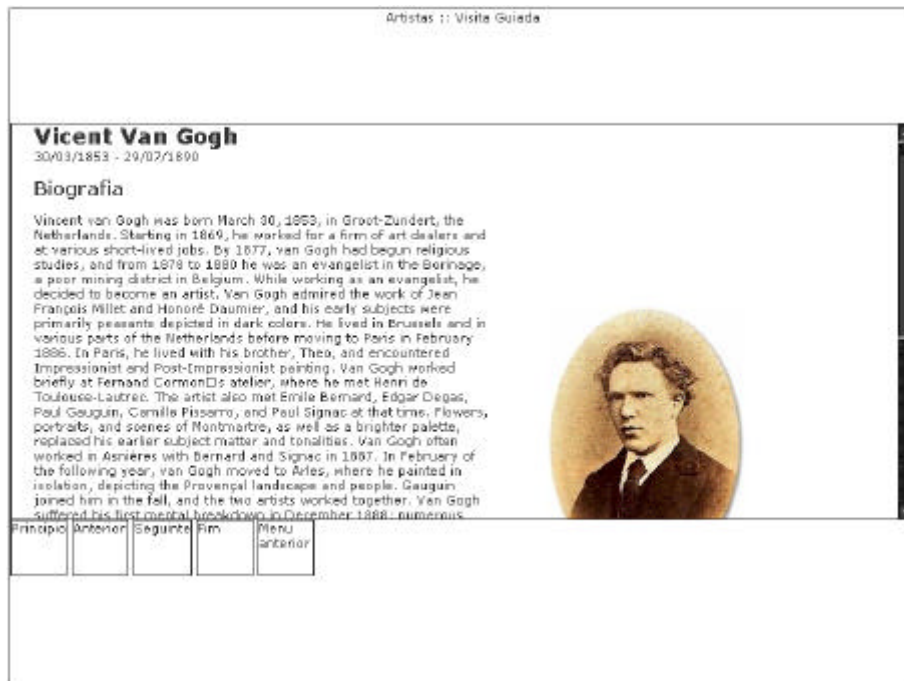 Artistas :: Visita Guiada
Vicent Van Gogh
30/03/1853 - 29/07/1890
Biografia
Vincent van Gogh was born March 30, 1853, in Groot-Zundert, the
Netherlands. Starting in 1869, he worked for a firm of art dealers and
at various short-lived jobs. By 1877, van Gogh had begun religious
studies, and from 1878 to 1880 he was an evangelist in the Borinage,
a poor mining district in Belgium. While working as an evangelist, he
decided to become an artist. Van Gogh admired the work of Jean
François Millet and Honoré Daumier, and his early subjects were
primarily peasants depicted in dark colors. He lived in Brussels and in
various parts of the Netherlands before moving to Paris in February
1886. In Paris, he lived with his brother, Theo, and encountered
Impressionist and Post-Impressionist painting. Van Gogh worked
briefly at Fernand Cormon□s atelier, where he met Henri de
Toulouse-Lautrec. The artist also met Emile Bernard, Edgar Degas,
Paul Gauguin, Camille Pissarro, and Paul Signac at that time. Flowers,
portraits, and scenes of Montmartre, as well as a brighter palette,
replaced his earlier subject matter and tonalities. Van Gogh often
worked in Asnières with Bernard and Signac in 1887. In February of
the following year, van Gogh moved to Arles, where he painted in
isolation, depicting the Provençal landscape and people. Gauguin
joined him in the fall, and the two artists worked together. Van Gogh
suffered his first mental breakdown in December 1888; numerous
Principio Anterior Seguinte Fim Menu
anterior